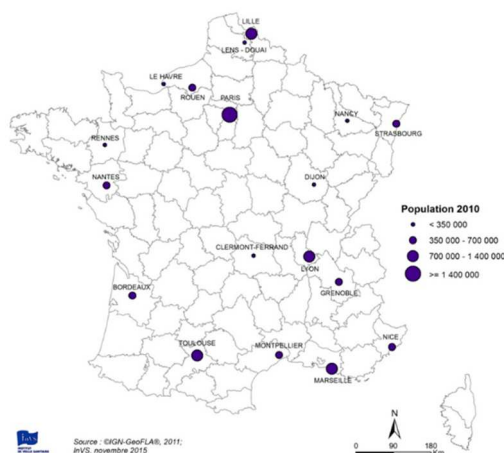 LILLE
LENS - DOUAI
LE HAVRE
ROUEN
PARIS
NANCY
STRASBOURG
RENNES
NANTES
DIJON
Population 2010
< 350 000
350 000 - 700 000
700 000 - 1 400 000
>= 1 400 000
CLERMONT-FERRAND
LYON
GRENOBLE
BORDEAUX
TOULOUSE
MONTPELLIER
NICE
MARSEILLE
N
InVS
Source : ©IGN-GeoFLA®, 2011;
InVS, novembre 2015
0 90 180
Km